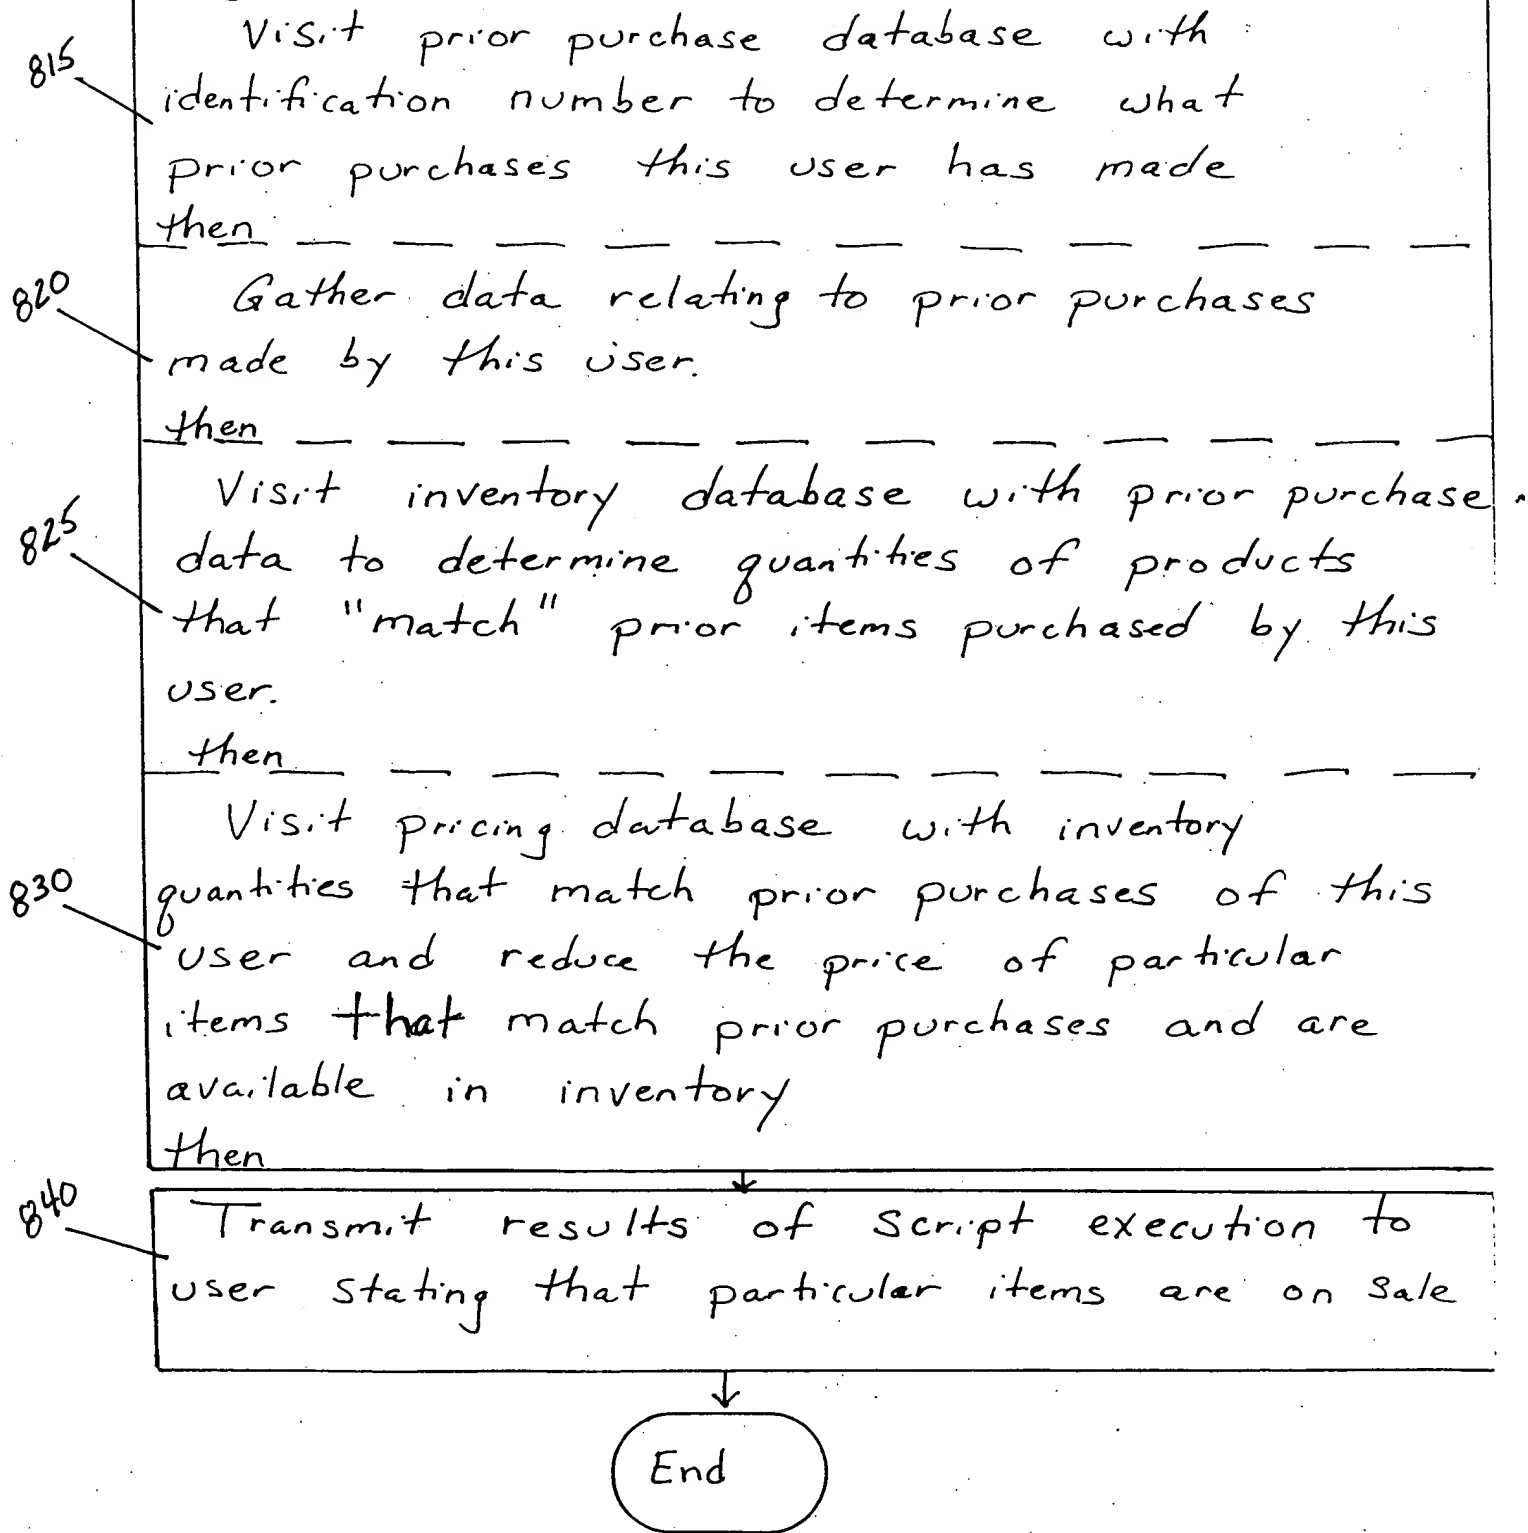 Visit prior purchase database with
815
identification number to determine what
prior purchases this user has made
then
820
Gather data relating to prior purchases
made by this user.
then
Visit inventory database with prior purchase
825
data to determine quantities of products
that "match" prior items purchased by this
user.
then
Visit pricing database with inventory
830
quantities that match prior purchases of this
user and reduce the price of particular
items that match prior purchases and are
available in inventory
then
840
Transmit results of script execution to
user stating that particular items are on sale
End